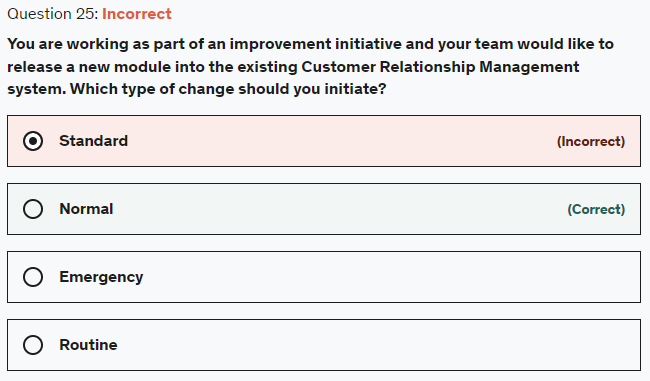 Question 25: Incorrect
You are working as part of an improvement initiative and your team would like to
release a new module into the existing Customer Relationship Management
system. Which type of change should you initiate?
Standard (Incorrect)
Normal (Correct)
Emergency
Routine